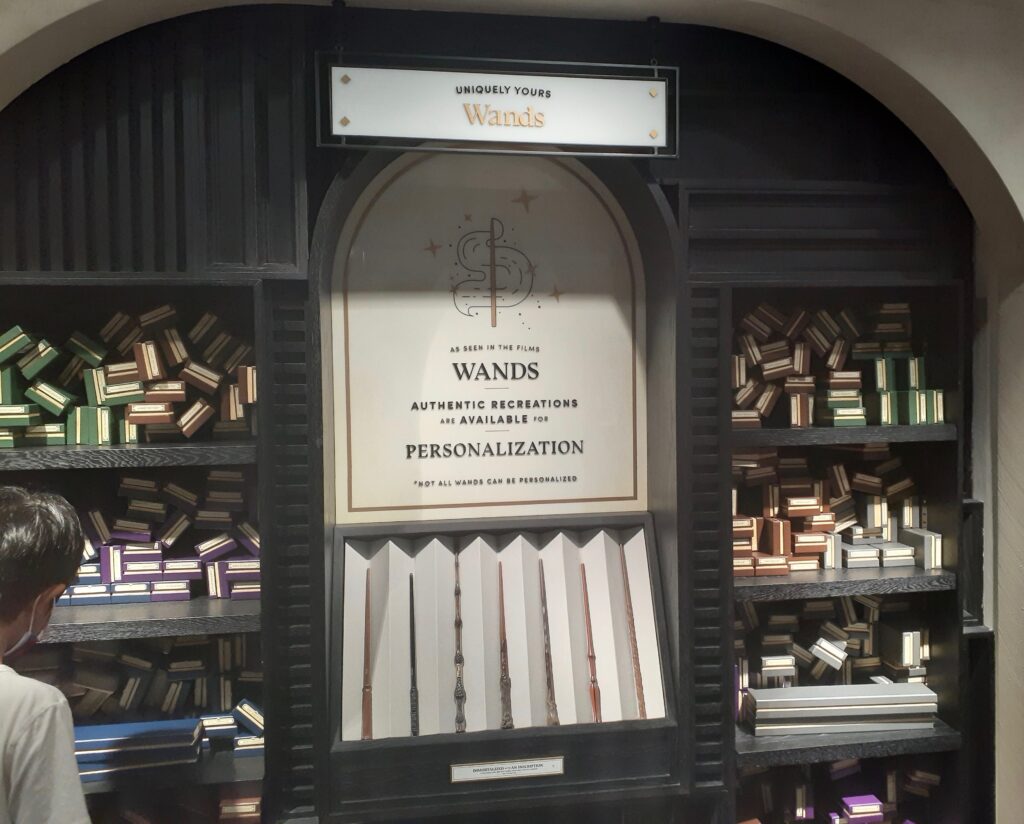 UNIQUELY YOURS
Wands
AS SEEN IN THE FILMS
WANDS
AUTHENTIC RECREATIONS
ARE AVAILABLE FOR
PERSONALIZATION
*NOT ALL WANDS CAN BE PERSONALIZED